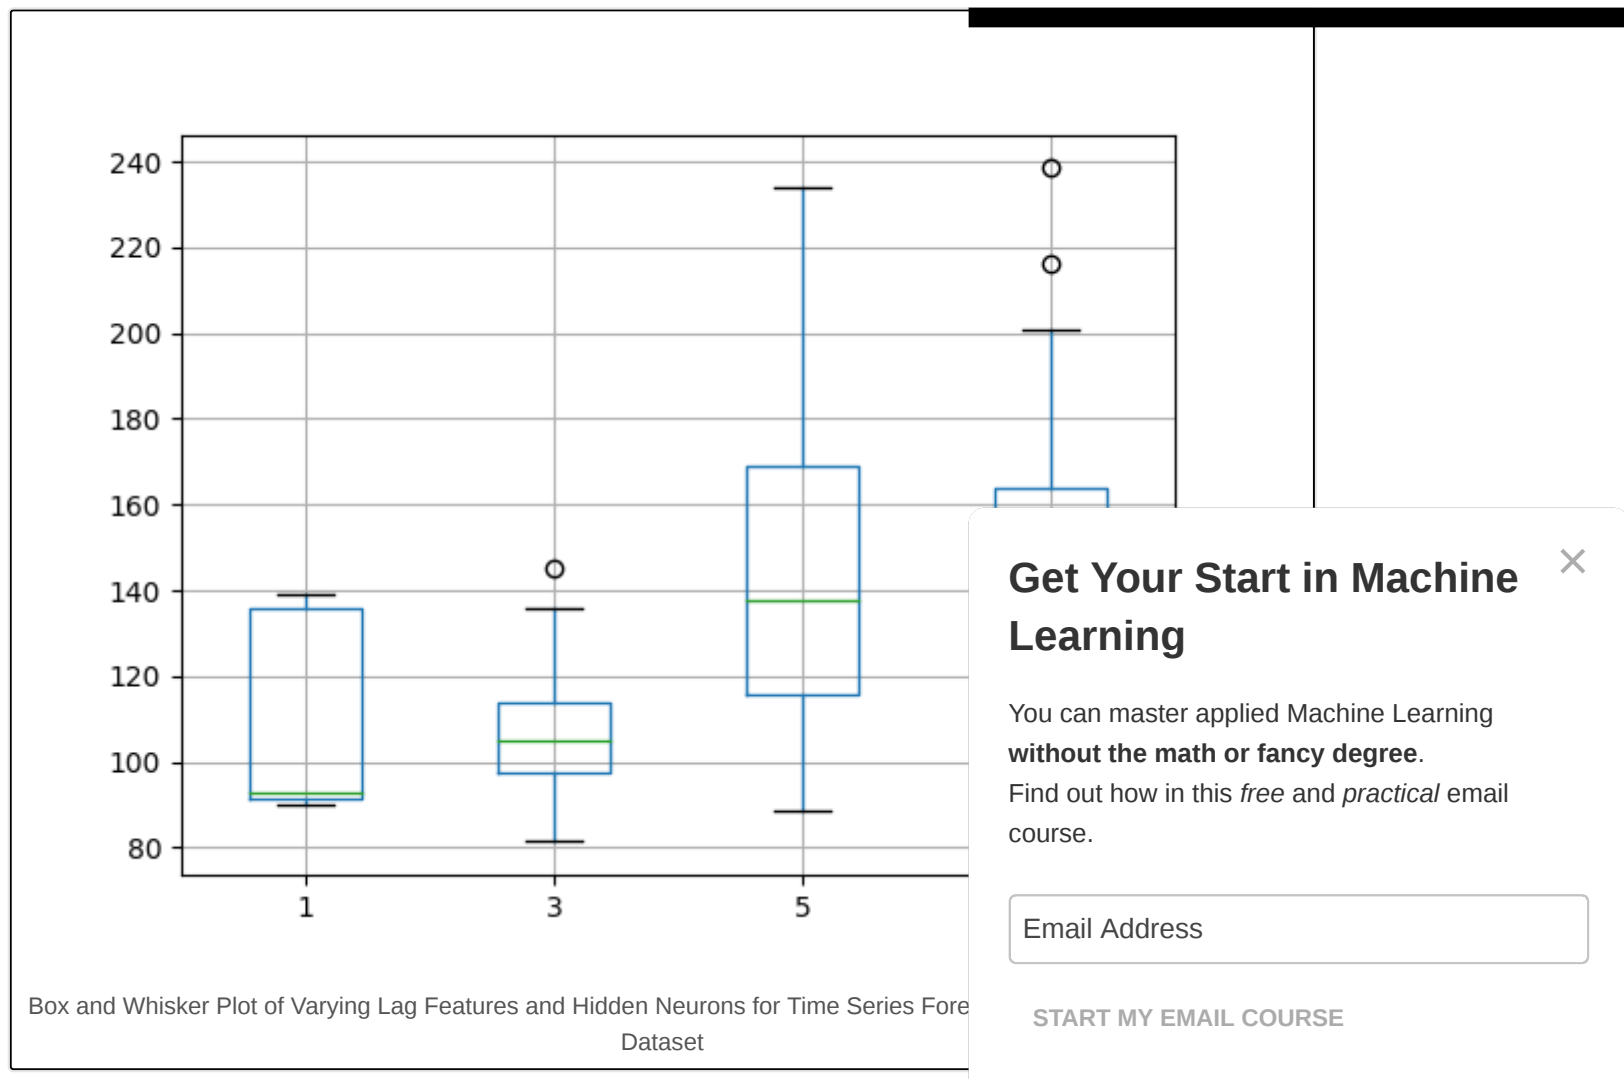 240
220
200
180
160
140
120
100
80
1
3
5
Box and Whisker Plot of Varying Lag Features and Hidden Neurons for Time Series
Dataset
Get Your Start in Machine
Learning
You can master applied Machine Learning
without the math or fancy degree.
Find out how in this free and practical email
course.
Email Address
START MY EMAIL COURSE